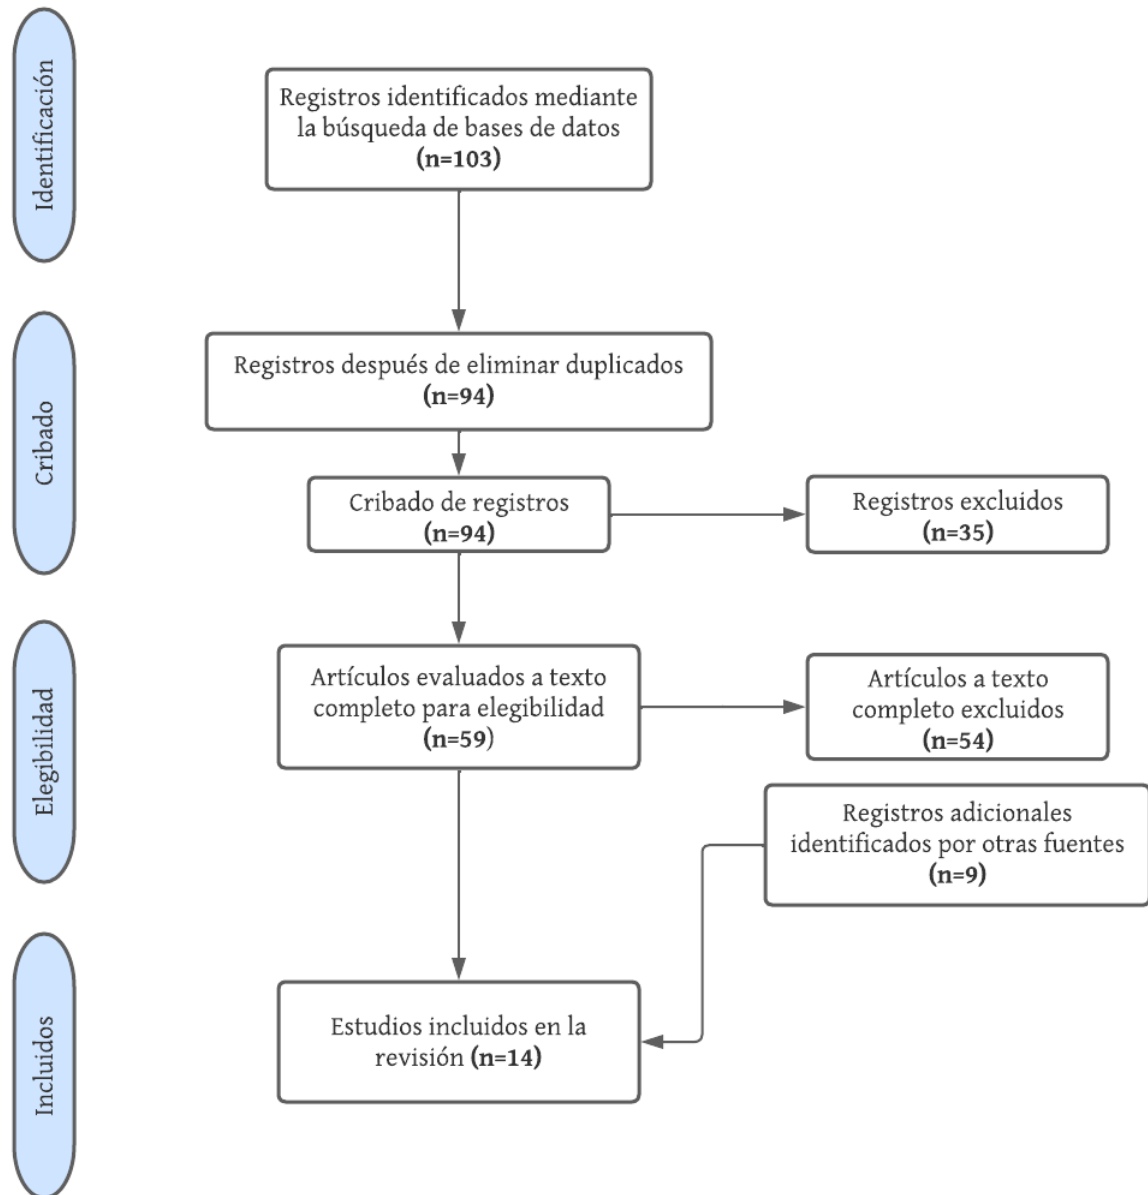 Identificación
Registros identificados mediante
la búsqueda de bases de datos
(n=103)
Cribado
Registros después de eliminar duplicados
(n=94)
Cribado de registros
(n=94)
Registros excluidos
(n=35)
Elegibilidad
Artículos evaluados a texto
completo para elegibilidad
(n=59)
Artículos a texto
completo excluidos
(n=54)
Registros adicionales
identificados por otras fuentes
(n=9)
Incluidos
Estudios incluidos en la
revisión (n=14)